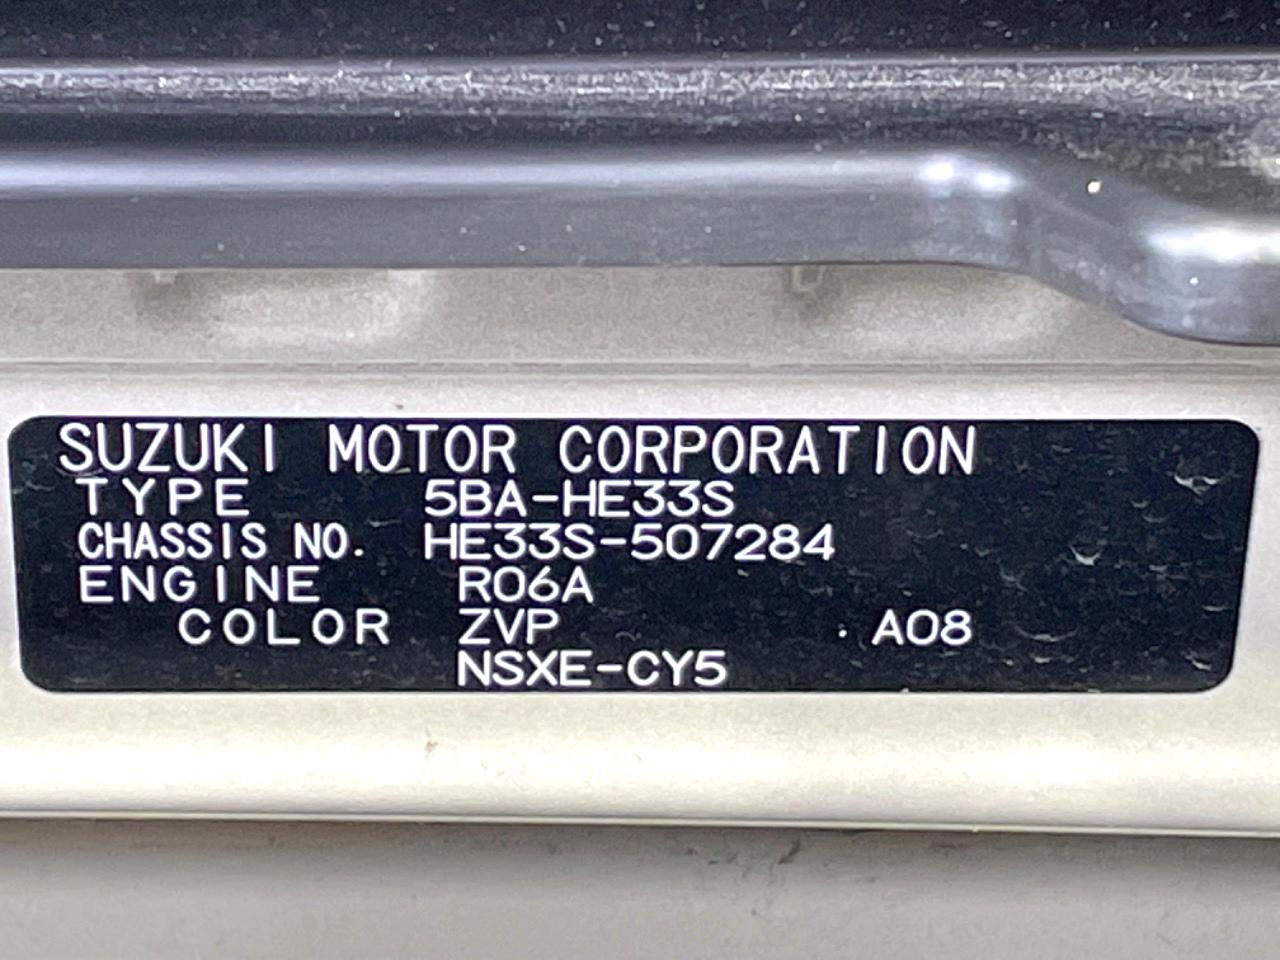 SUZUKI MOTOR CORPORATION
TYPE 5BA-HE33S
CHASSIS NO. HE33S-507284
ENGINE R06A
COLOR ZVP A08
NSXE-CY5